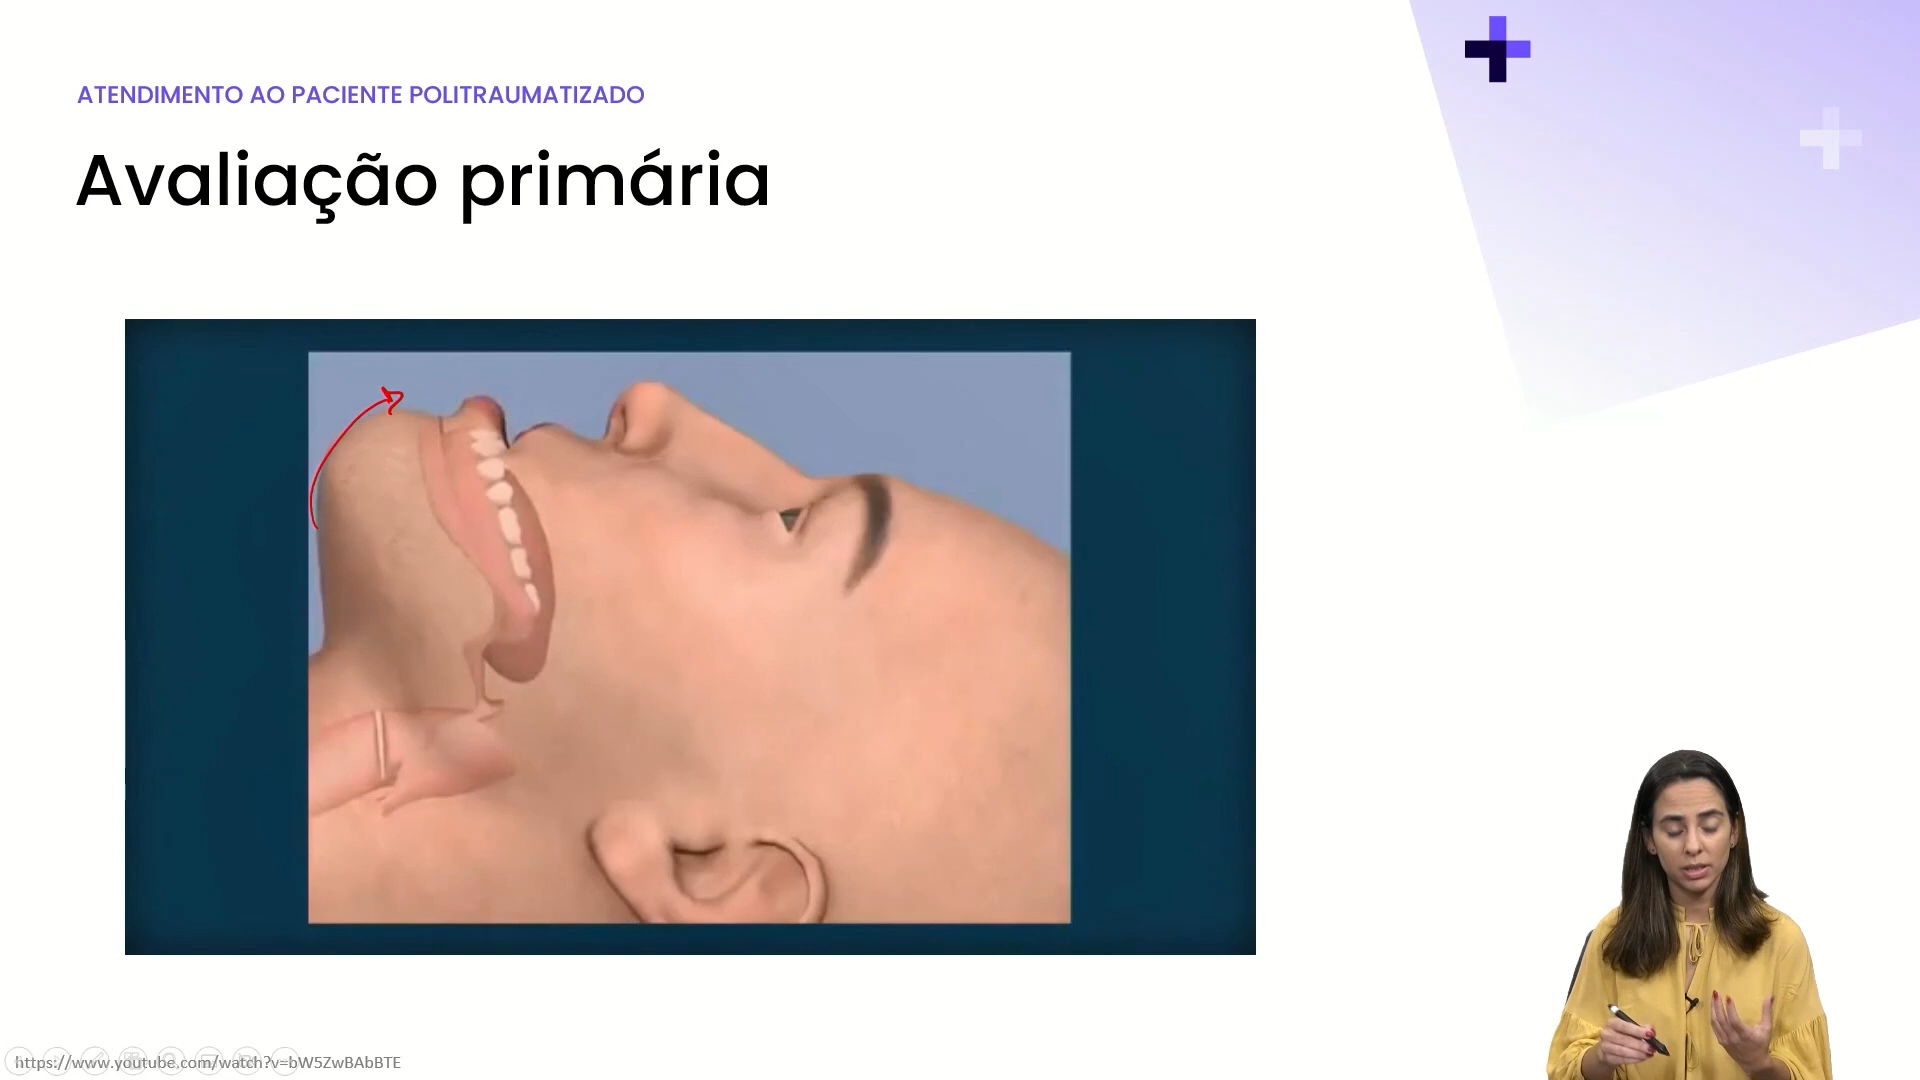 ATENDIMENTO AO PACIENTE POLITRAUMATIZADO
Avaliação primária
https://www.youtube.com/watch?v=bW5ZwBAbBTE